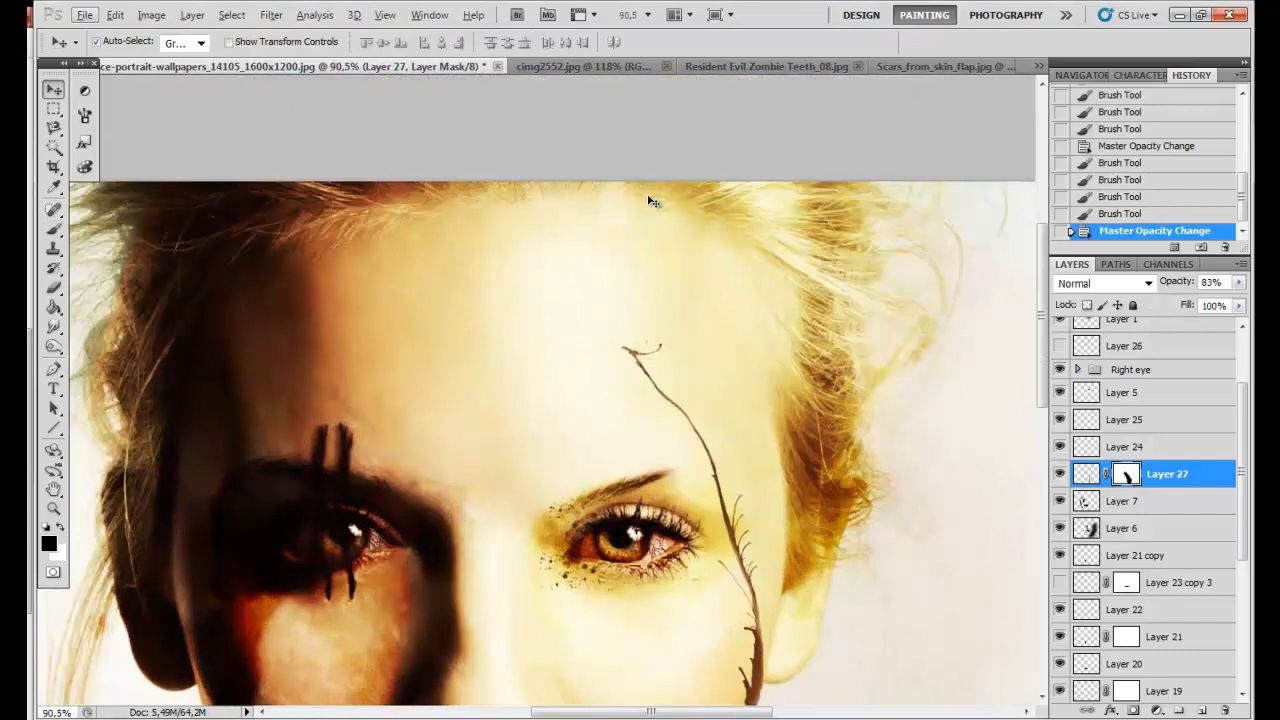 Ps File Edit Image Layer Select Filter Analysis 3D View Window Help Br Mb 90,5 DESIGN PAINTING PHOTOGRAPHY CS Live
Auto-Select: Gr... Show Transform Controls
ce-portrait-wallpapers_14105_1600x1200.jpg @ 90,5% (Layer 27, Layer Mask/8) * cimg2552.jpg @ 118% (RG... Resident Evil Zombie Teeth_08.jpg Scars_from_skin_flap.jpg @ ...
NAVIGATOR CHARACTER HISTORY
Brush Tool
Brush Tool
Brush Tool
Master Opacity Change
Brush Tool
Brush Tool
Brush Tool
Brush Tool
Master Opacity Change
LAYERS PATHS CHANNELS
Normal Opacity: 83%
Lock: Fill: 100%
Layer 1
Layer 26
Right eye
Layer 5
Layer 25
Layer 24
Layer 27
Layer 7
Layer 6
Layer 21 copy
Layer 23 copy 3
Layer 22
Layer 21
Layer 20
Layer 19
90,5% Doc: 5,49M/64,2M